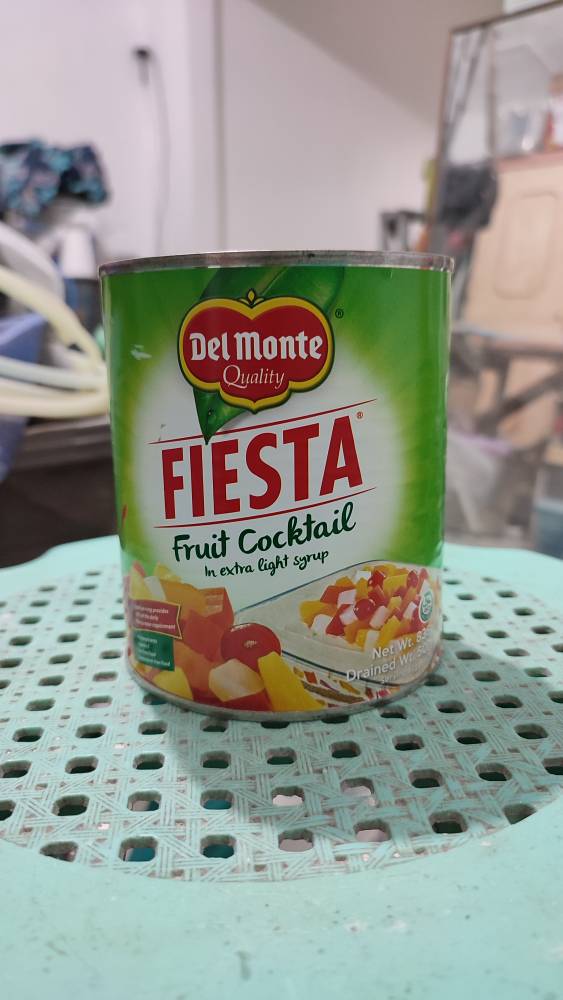 Del Monte
Quality
®
FIESTA®
Fruit Cocktail
In extra light syrup
Net Wt. 
Drained Wt.